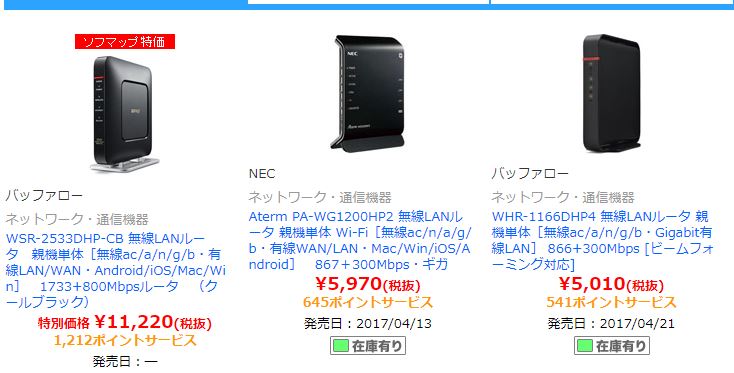 ソフマップ特価
バッファロー
ネットワーク・通信機器
WSR-2533DHP-CB 無線LANルー
タ　親機単体［無線ac/n/a/g/b・有
線LAN/WAN・Android/iOS/Mac/Wi
n］　1733+800Mbpsルータ　（ク
ールブラック）
特別価格 ¥11,220(税抜)
1,212ポイントサービス
発売日：―
NEC
NEC
ネットワーク・通信機器
Aterm PA-WG1200HP2 無線LANル
ータ 親機単体 Wi-Fi［無線ac/n/a/g/
b・有線WAN/LAN・Mac/Win/iOS/A
ndroid］　867＋300Mbps・ギガ
¥5,970(税抜)
645ポイントサービス
発売日：2017/04/13
在庫有り
バッファロー
ネットワーク・通信機器
WHR-1166DHP4 無線LANルータ 親
機単体［無線ac/a/n/g/b・Gigabit有
線LAN］ 866+300Mbps [ビームフォ
ーミング対応]
¥5,010(税抜)
541ポイントサービス
発売日：2017/04/21
在庫有り